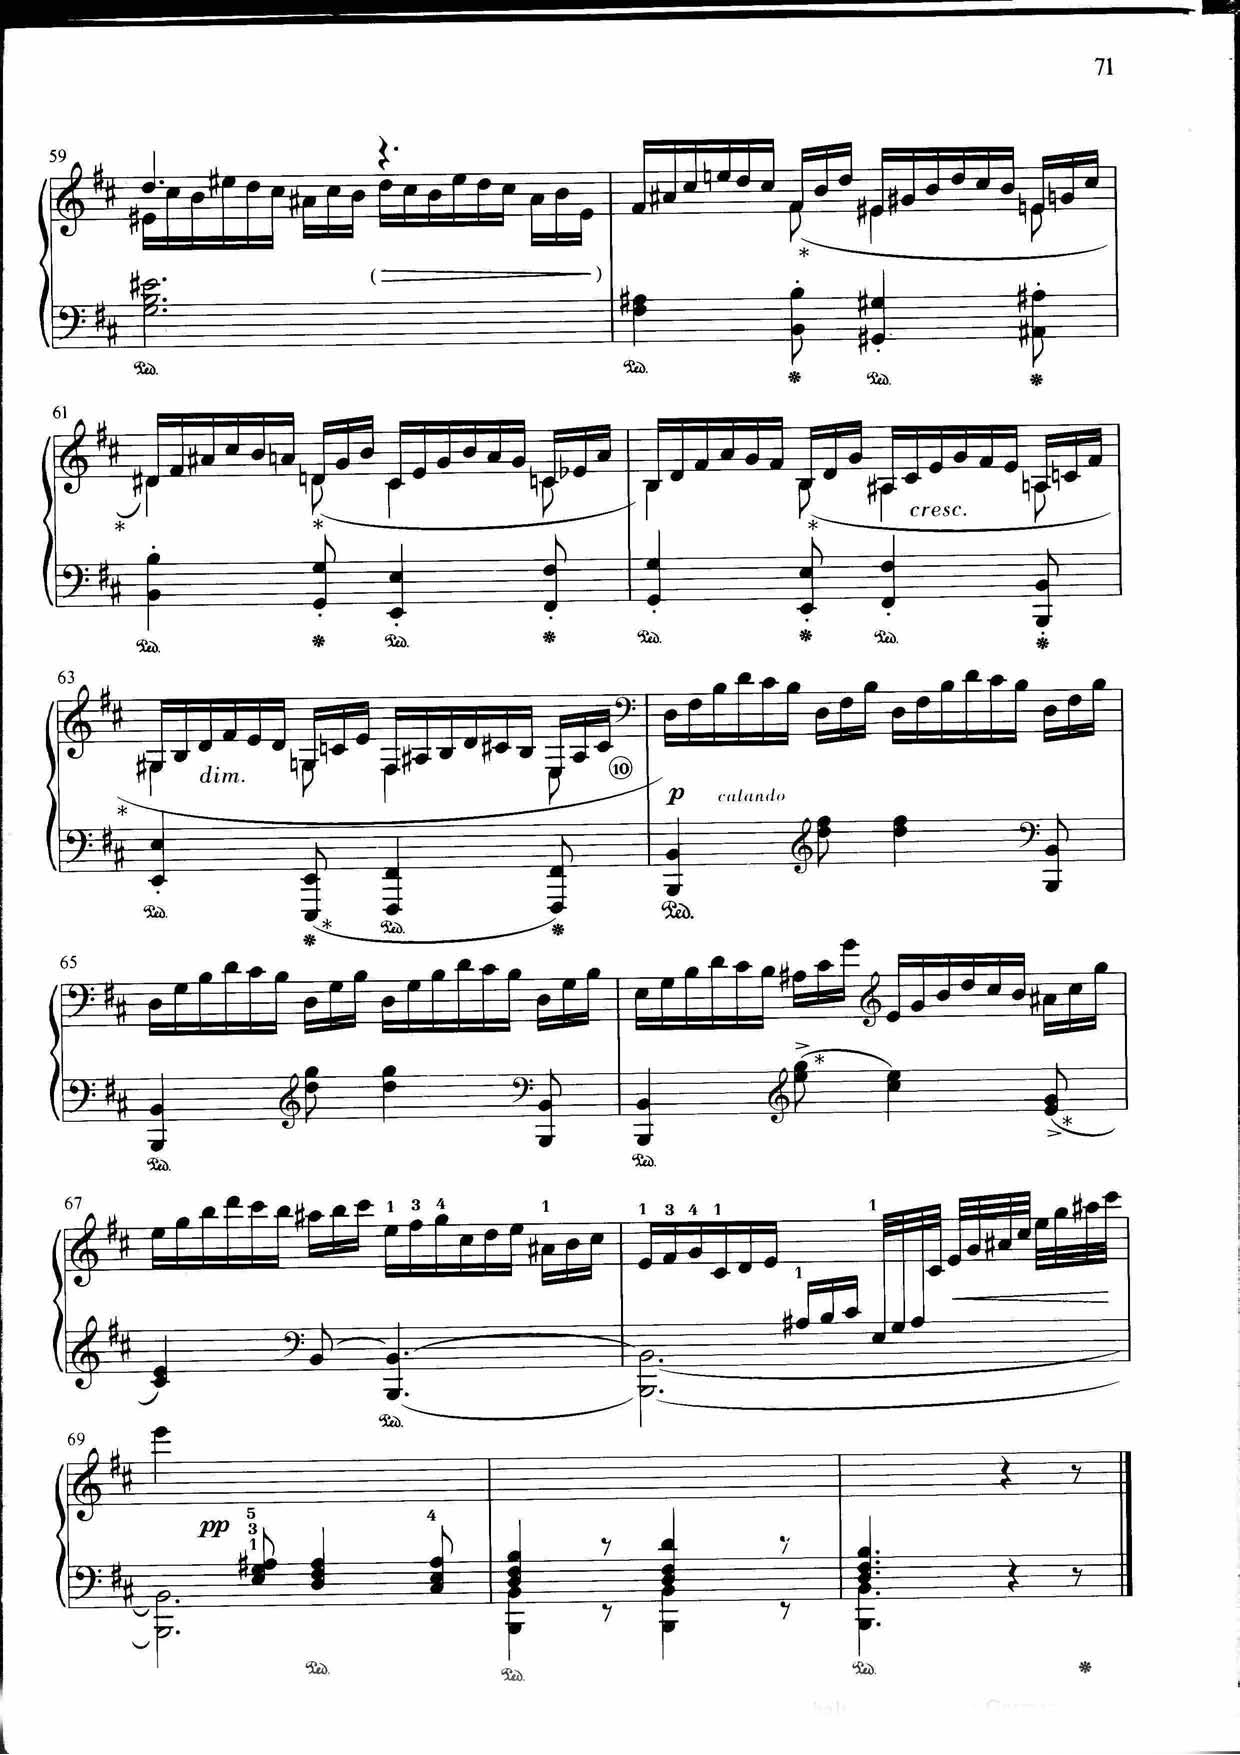 71
59
( )
*
Ped. Ped. * Ped. *
61
* * * cresc.
Ped. * Ped. * Ped. * Ped. *
63
* dim. 10 p calando
Ped. * * Ped. * Ped.
65
> *
> *
Ped. Ped.
67
1 3 4 1 1 3 4 1 1
1
Ped.
69
pp 5 4
3
1
Ped. Ped. Ped. *